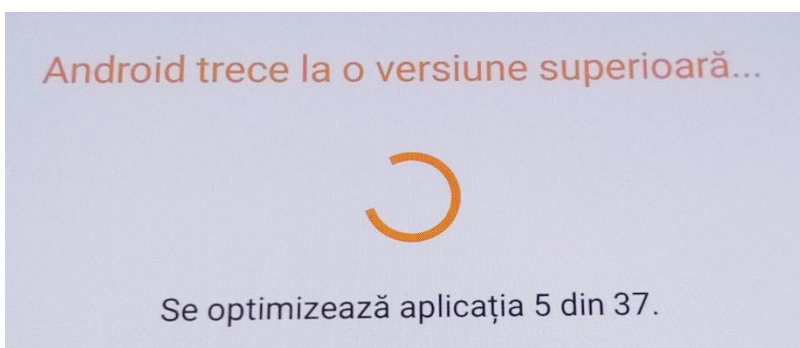 Android trece la o versiune superioară...
Se optimizează aplicația 5 din 37.